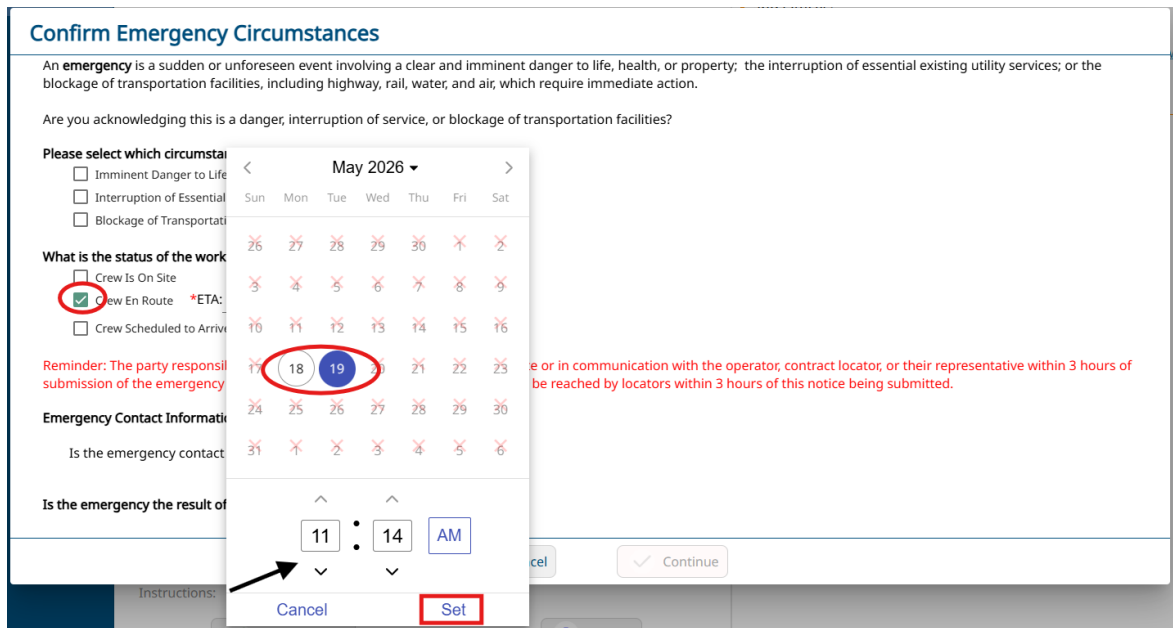 Confirm Emergency Circumstances
An emergency is a sudden or unforeseen event involving a clear and imminent danger to life, health, or property; the interruption of essential existing utility services; or the
blockage of transportation facilities, including highway, rail, water, and air, which require immediate action.
Are you acknowledging this is a danger, interruption of service, or blockage of transportation facilities?
Please select which circumsta
Imminent Danger to Life
Interruption of Essential
Blockage of Transportati
What is the status of the work
Crew Is On Site
Crew En Route *ETA:
Crew Scheduled to Arrive
Reminder: The party responsil
submission of the emergency
e or in communication with the operator, contract locator, or their representative within 3 hours of
be reached by locators within 3 hours of this notice being submitted.
Emergency Contact Informati
Is the emergency contact
Is the emergency the result of
May 2026
Sun Mon Tue Wed Thu Fri Sat
26 27 28 29 30 1 2
3 4 5 6 7 8 9
10 11 12 13 14 15 16
17 18 19 20 21 22 23
24 25 26 27 28 29 30
31 1 2 3 4 5 6
11 : 14 AM
Cancel Set
cel Continue
Instructions: